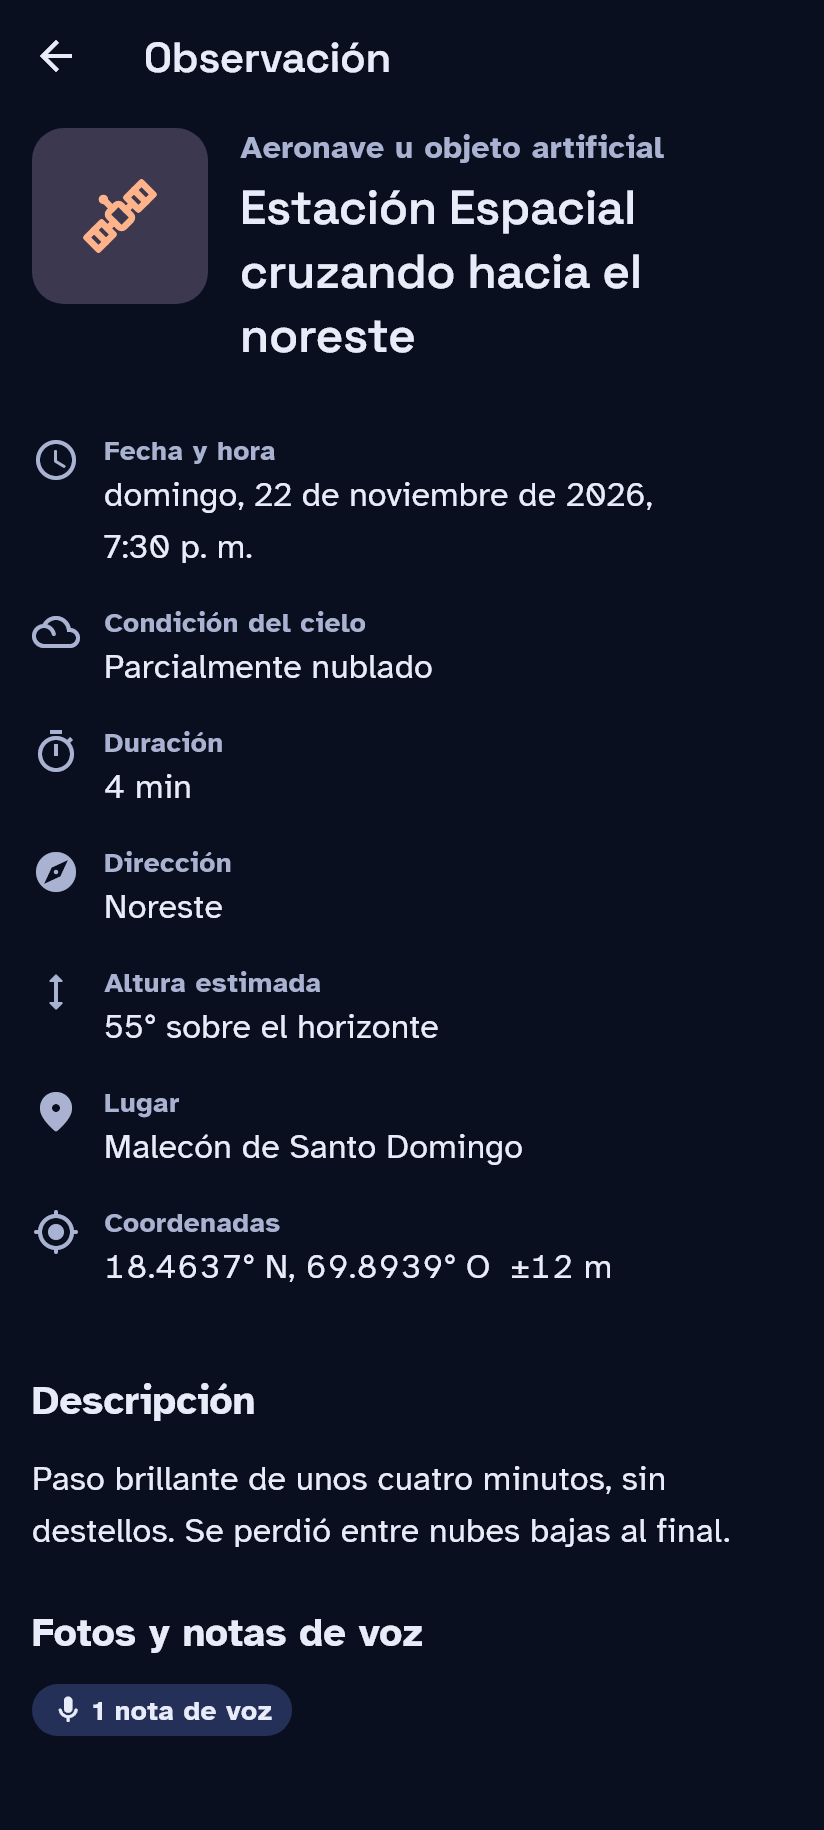 Observación
Aeronave u objeto artificial
Estación Espacial
cruzando hacia el
noreste
Fecha y hora
domingo, 22 de noviembre de 2026,
7:30 p. m.
Condición del cielo
Parcialmente nublado
Duración
4 min
Dirección
Noreste
Altura estimada
55° sobre el horizonte
Lugar
Malecón de Santo Domingo
Coordenadas
18.4637° N, 69.8939° O ±12 m
Descripción
Paso brillante de unos cuatro minutos, sin
destellos. Se perdió entre nubes bajas al final.
Fotos y notas de voz
1 nota de voz